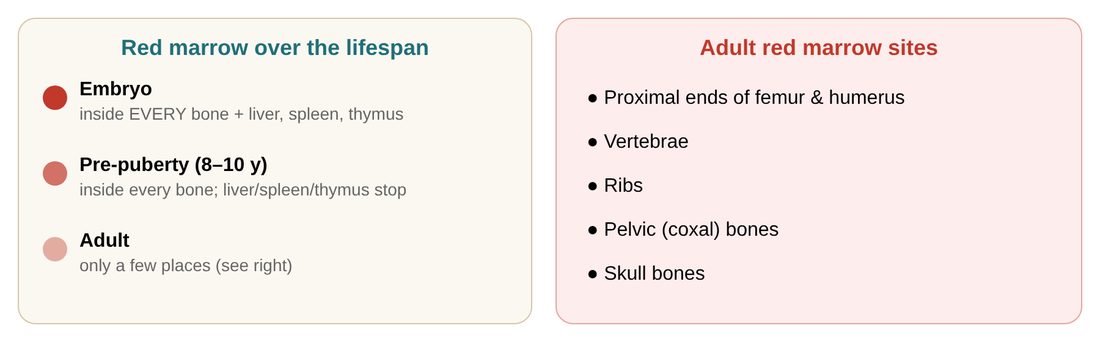 Red marrow over the lifespan
Embryo
inside EVERY bone + liver, spleen, thymus
Pre-puberty (8–10 y)
inside every bone; liver/spleen/thymus stop
Adult
only a few places (see right)
Adult red marrow sites
● Proximal ends of femur & humerus
● Vertebrae
● Ribs
● Pelvic (coxal) bones
● Skull bones